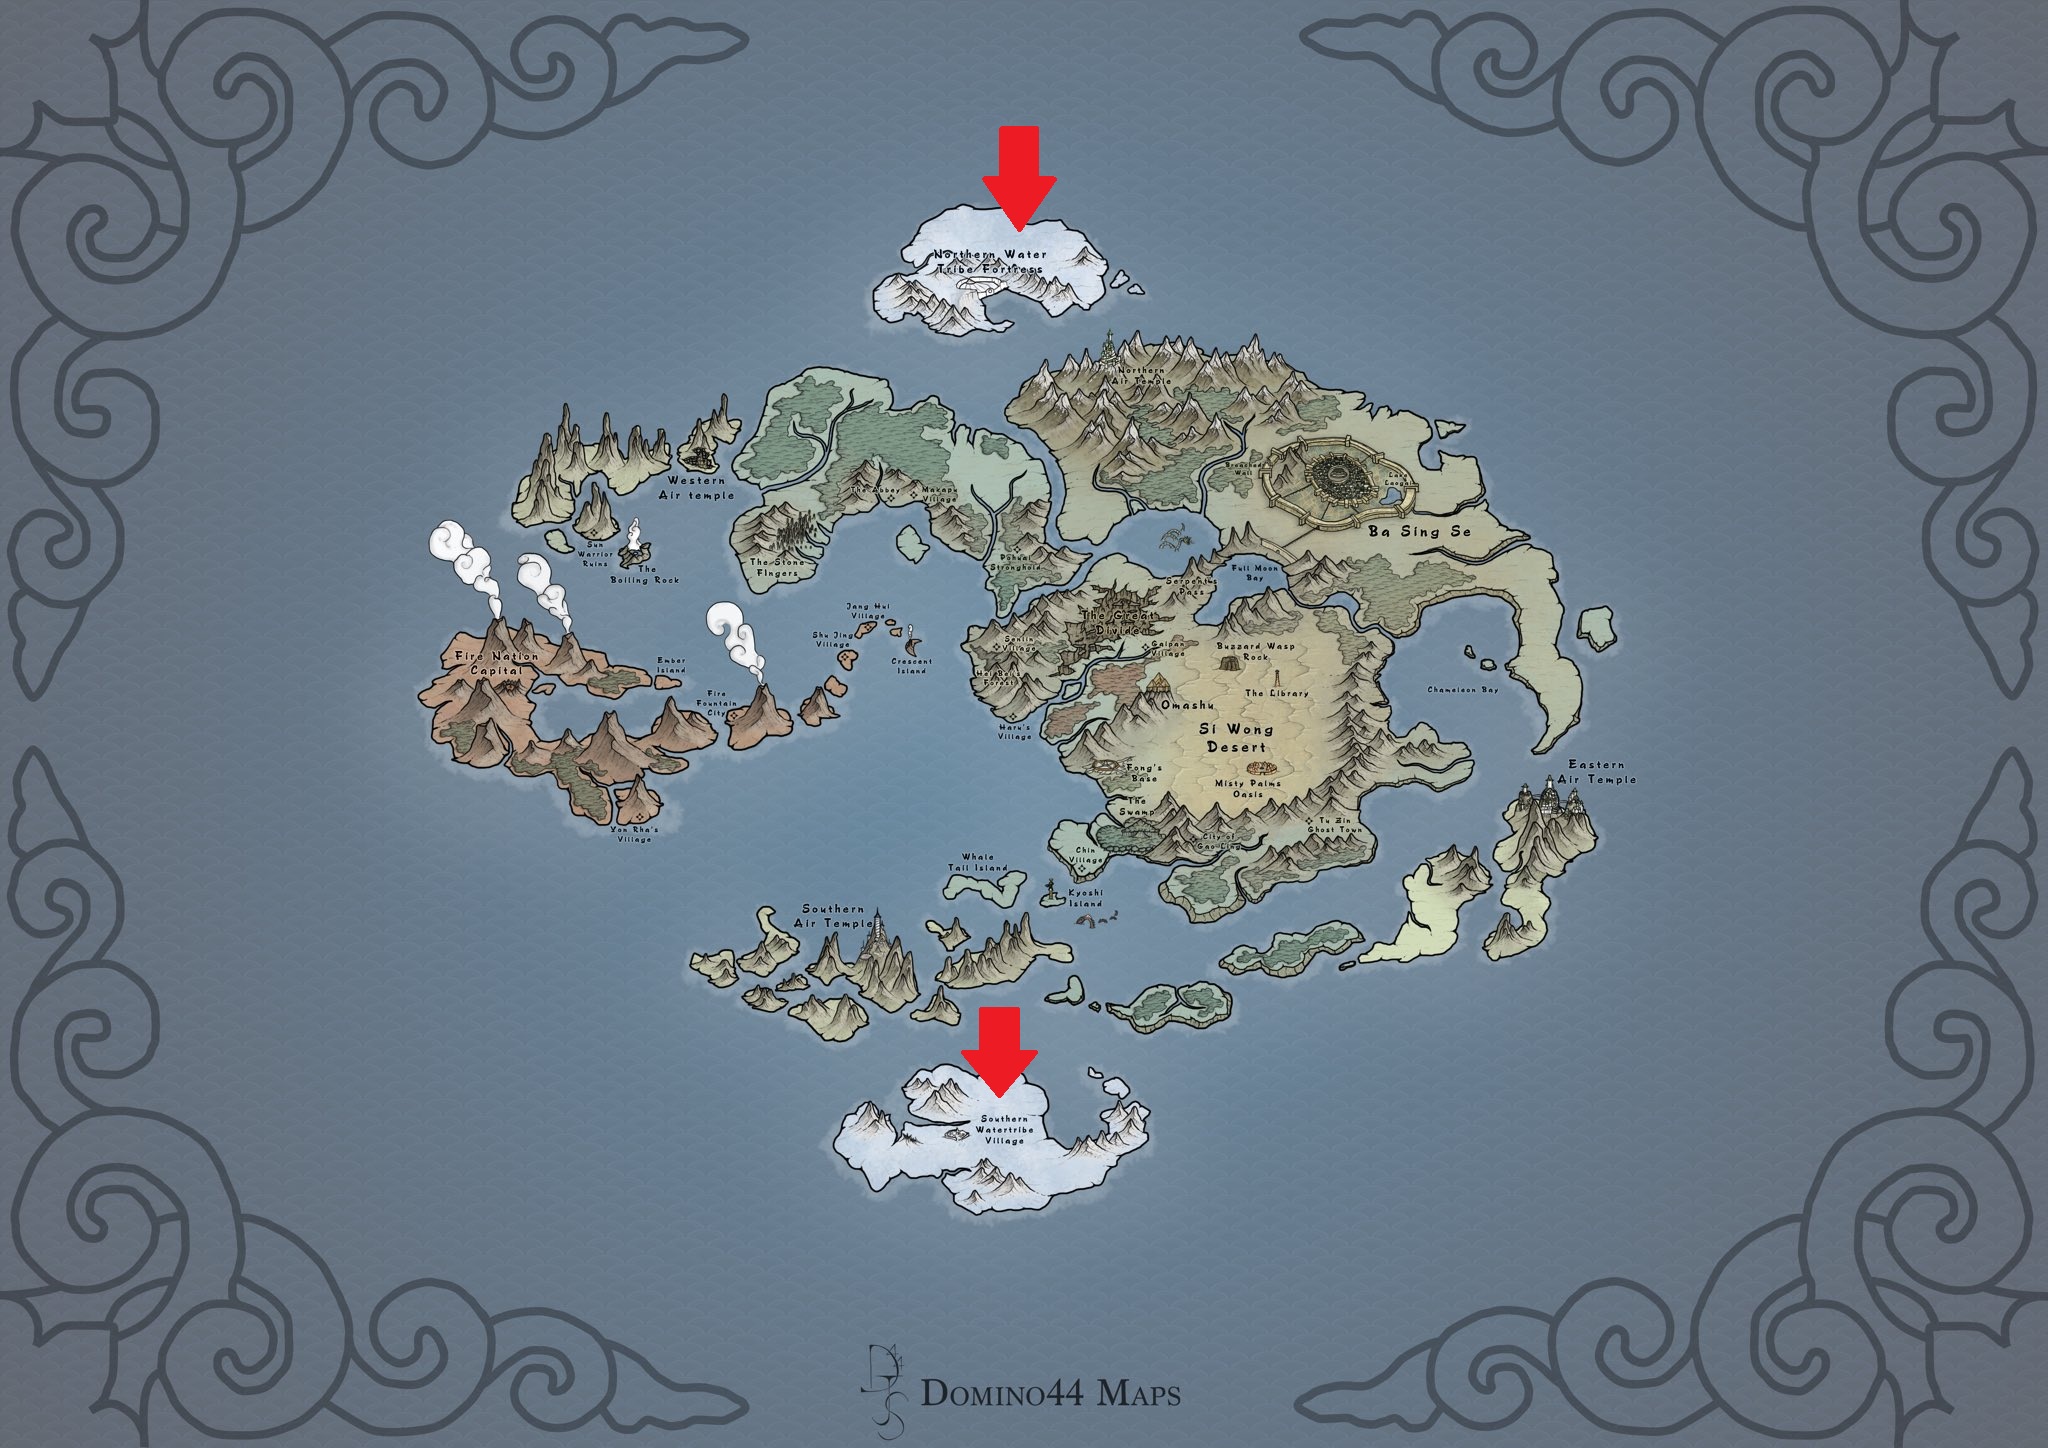 Northern Water
Tribe Fortress
Northern
Air Temple
Western
Air temple
The Abbey
Makapu
Village
Breached
Wall
Lake
Laogai
Ba Sing Se
Sun
Warrior
Ruins
The
Boiling Rock
The Stone
Fingers
Pohuai
Stronghold
Serpent's
Pass
Full Moon
Bay
Jang Hui
Village
Shu Jing
Village
Crescent
Island
The Great
Divide
Senlin
Village
Gaipan
Village
Buzzard Wasp
Rock
Fire Nation
Capital
Ember
Island
Hei Bei's
Forest
The Library
Chameleon Bay
Fire
Fountain
City
Omashu
Haru's
Village
Si Wong
Desert
Fong's
Base
Misty Palms
Oasis
Eastern
Air Temple
The
Swamp
Tu Zin
Ghost Town
Yon Rha's
Village
City of
Gao Ling
Chin
Village
Whale
Tail Island
Kyoshi
Island
Southern
Air Temple
Southern
Watertribe
Village
Domino44 Maps